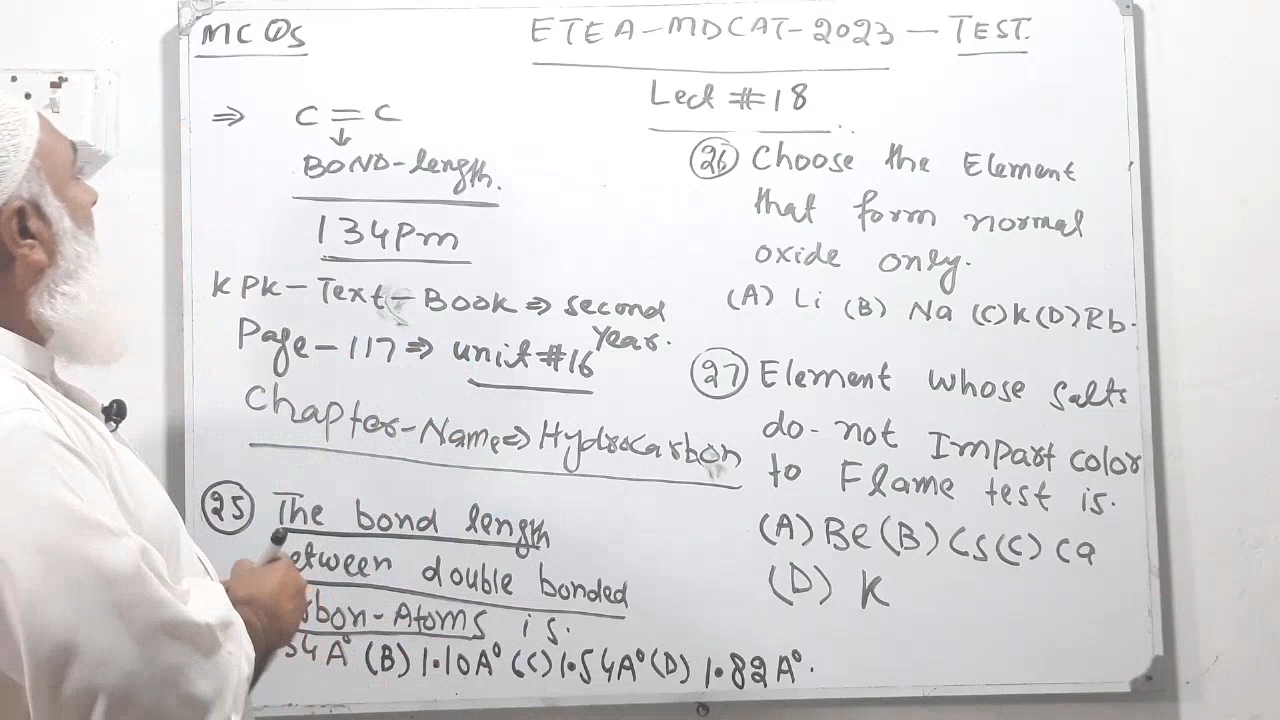 MCQs
ETEA-MDCAT-2023-TEST.
Lect #18
⇒ C=C
↓
BOND-length.
134Pm
KPK-Text-Book ⇒ second
Year.
Page-117 ⇒ unit #16
Chapter-Name ⇒ Hydrocarbon
(25) The bond length
etween double bonded
rbon-Atoms is.
54A° (B) 1.10A° (C) 1.54A° (D) 1.82A°.
(26) Choose the Element
that form normal
oxide only.
(A) Li (B) Na (C) K (D) Rb.
(27) Element whose salts
do-not Impart color
to Flame test is.
(A) Be (B) Cs (C) Ca
(D) K